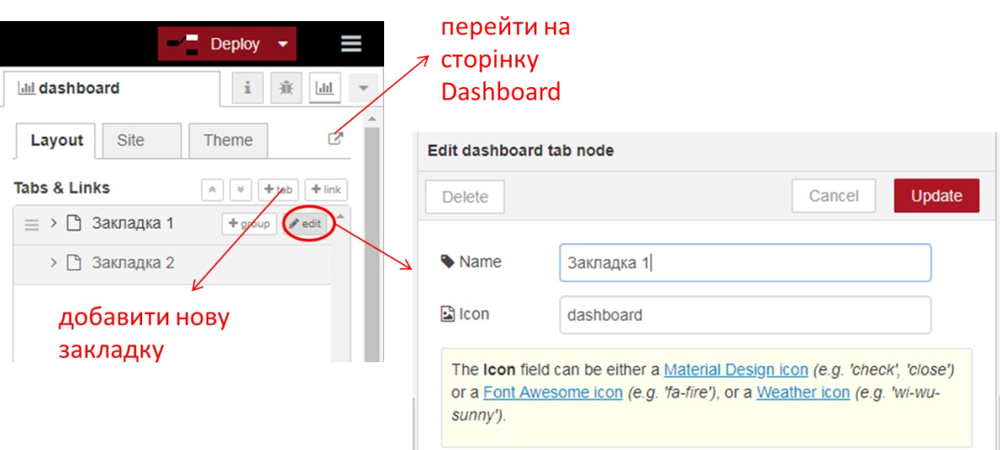 перейти на
сторінку
Dashboard
Deploy
dashboard
i
Layout
Site
Theme
Tabs & Links
+tab
+link
Закладка 1
+group
edit
Закладка 2
добавити нову
закладку
Edit dashboard tab node
Delete
Cancel
Update
Name
Закладка 1
Icon
dashboard
The Icon field can be either a Material Design icon (e.g. 'check', 'close')
or a Font Awesome icon (e.g. 'fa-fire'), or a Weather icon (e.g. 'wi-wu-
sunny').